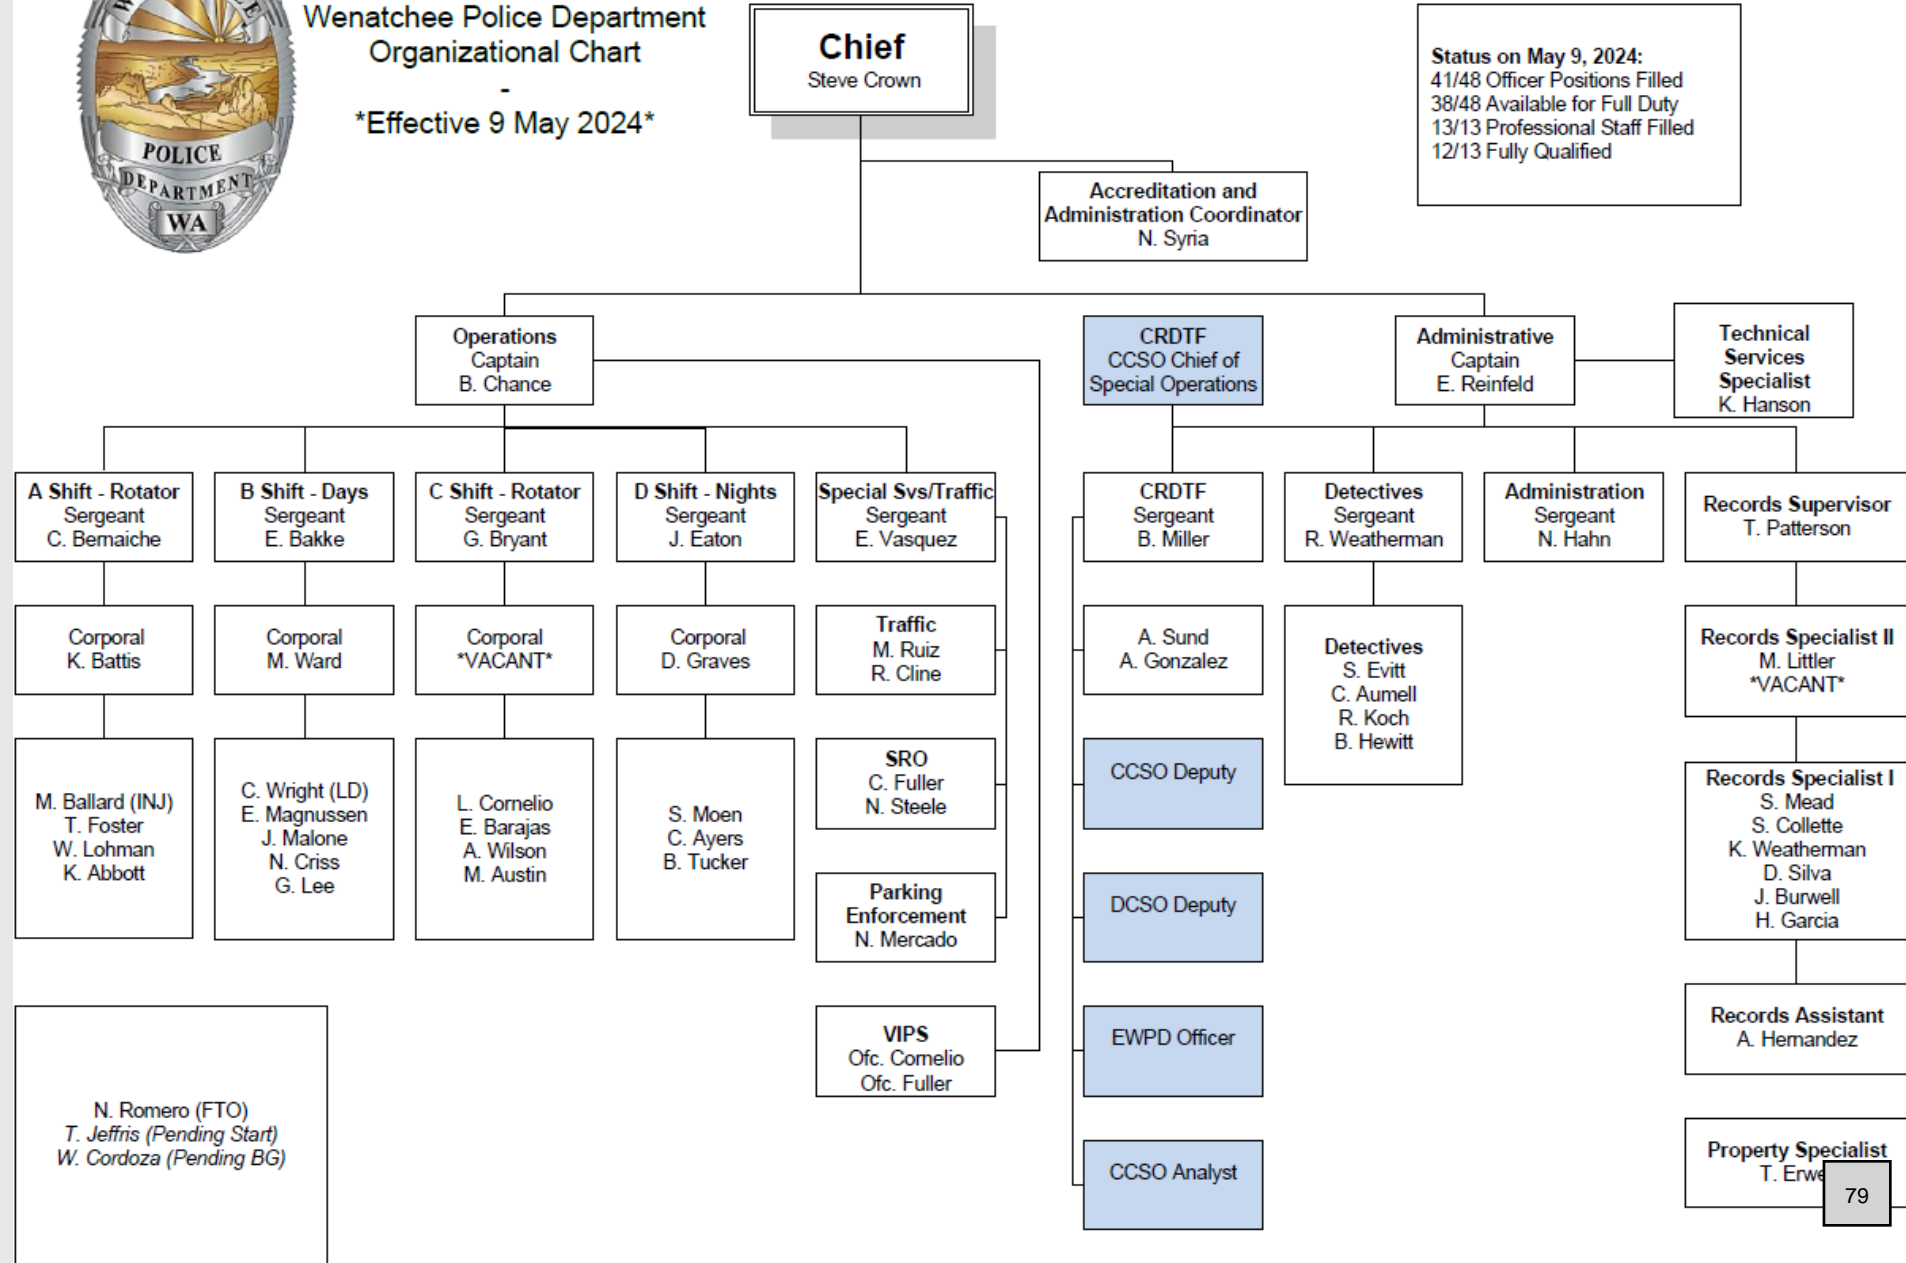 POLICE
DEPARTMENT
WA
Wenatchee Police Department
Organizational Chart
-
*Effective 9 May 2024*
Chief
Steve Crown
Status on May 9, 2024:
41/48 Officer Positions Filled
38/48 Available for Full Duty
13/13 Professional Staff Filled
12/13 Fully Qualified
Accreditation and
Administration Coordinator
N. Syria
Operations
Captain
B. Chance
CRDTF
CCSO Chief of
Special Operations
Administrative
Captain
E. Reinfeld
Technical
Services
Specialist
K. Hanson
A Shift - Rotator
Sergeant
C. Bernaiche
B Shift - Days
Sergeant
E. Bakke
C Shift - Rotator
Sergeant
G. Bryant
D Shift - Nights
Sergeant
J. Eaton
Special Svs/Traffic
Sergeant
E. Vasquez
CRDTF
Sergeant
B. Miller
Detectives
Sergeant
R. Weatherman
Administration
Sergeant
N. Hahn
Records Supervisor
T. Patterson
Corporal
K. Battis
Corporal
M. Ward
Corporal
*VACANT*
Corporal
D. Graves
Traffic
M. Ruiz
R. Cline
A. Sund
A. Gonzalez
Detectives
S. Evitt
C. Aumell
R. Koch
B. Hewitt
Records Specialist II
M. Littler
*VACANT*
M. Ballard (INJ)
T. Foster
W. Lohman
K. Abbott
C. Wright (LD)
E. Magnussen
J. Malone
N. Criss
G. Lee
L. Cornelio
E. Barajas
A. Wilson
M. Austin
S. Moen
C. Ayers
B. Tucker
SRO
C. Fuller
N. Steele
CCSO Deputy
Records Specialist I
S. Mead
S. Collette
K. Weatherman
D. Silva
J. Burwell
H. Garcia
Parking
Enforcement
N. Mercado
DCSO Deputy
VIPS
Ofc. Cornelio
Ofc. Fuller
EWPD Officer
Records Assistant
A. Hernandez
N. Romero (FTO)
T. Jeffris (Pending Start)
W. Cordoza (Pending BG)
CCSO Analyst
Property Specialist
T.
79